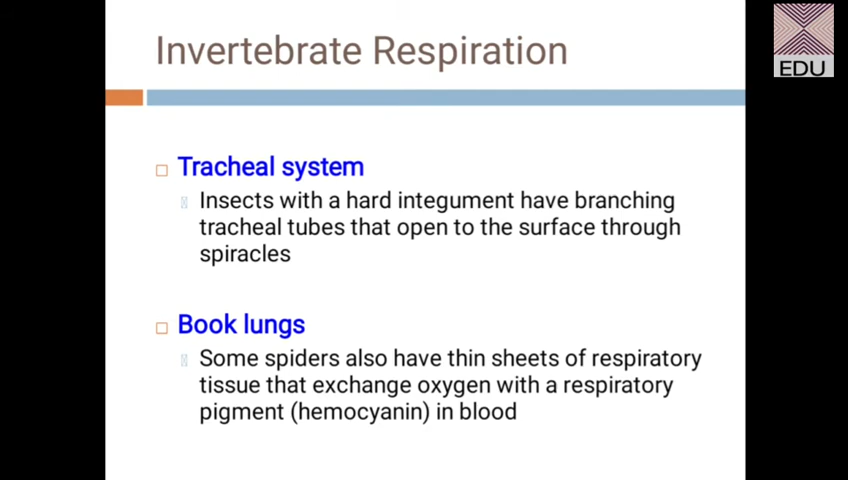 Invertebrate Respiration
EDU
Tracheal system
Insects with a hard integument have branching
tracheal tubes that open to the surface through
spiracles
Book lungs
Some spiders also have thin sheets of respiratory
tissue that exchange oxygen with a respiratory
pigment (hemocyanin) in blood